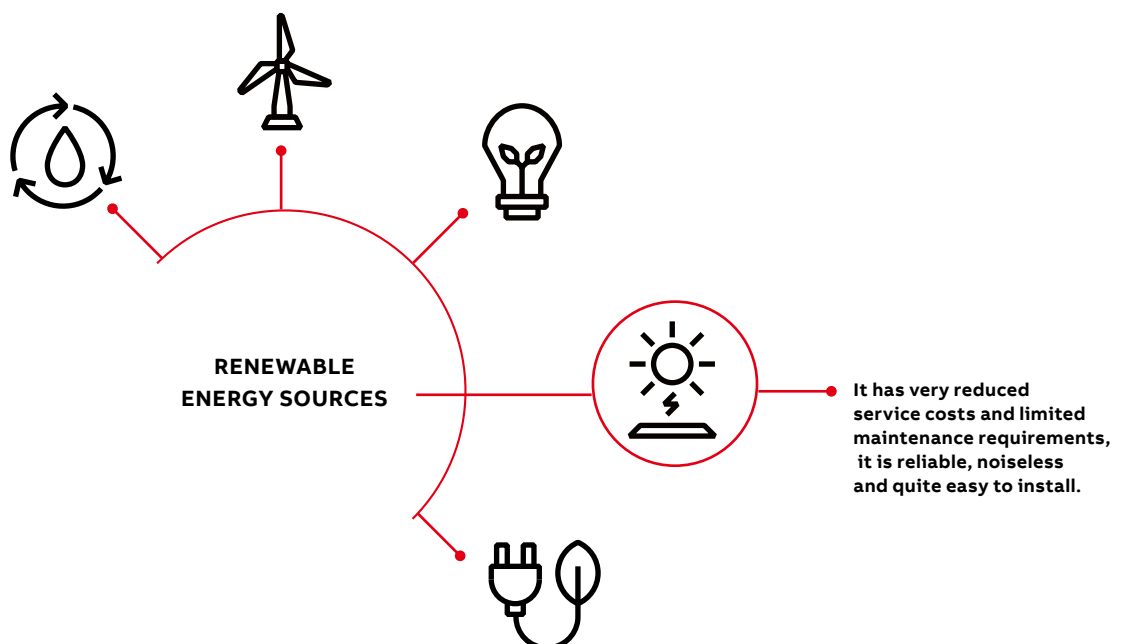 RENEWABLE
ENERGY SOURCES
It has very reduced
service costs and limited
maintenance requirements,
it is reliable, noiseless
and quite easy to install.